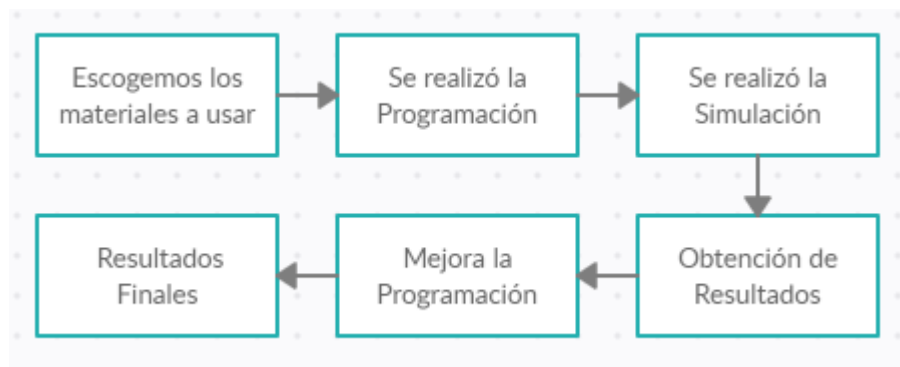 Escogemos los
materiales a usar
Se realizó la
Programación
Se realizó la
Simulación
Obtención de
Resultados
Mejora la
Programación
Resultados
Finales